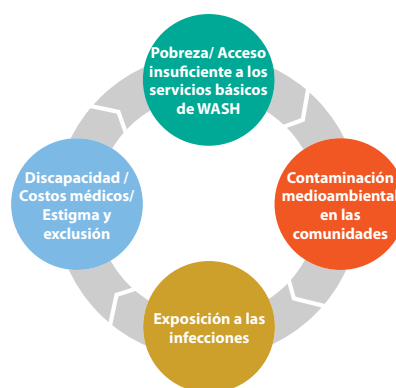 Pobreza/ Acceso
insuficiente a los
servicios básicos
de WASH
Contaminación
medioambiental
en las
comunidades
Exposición a las
infecciones
Discapacidad /
Costos médicos/
Estigma y
exclusión